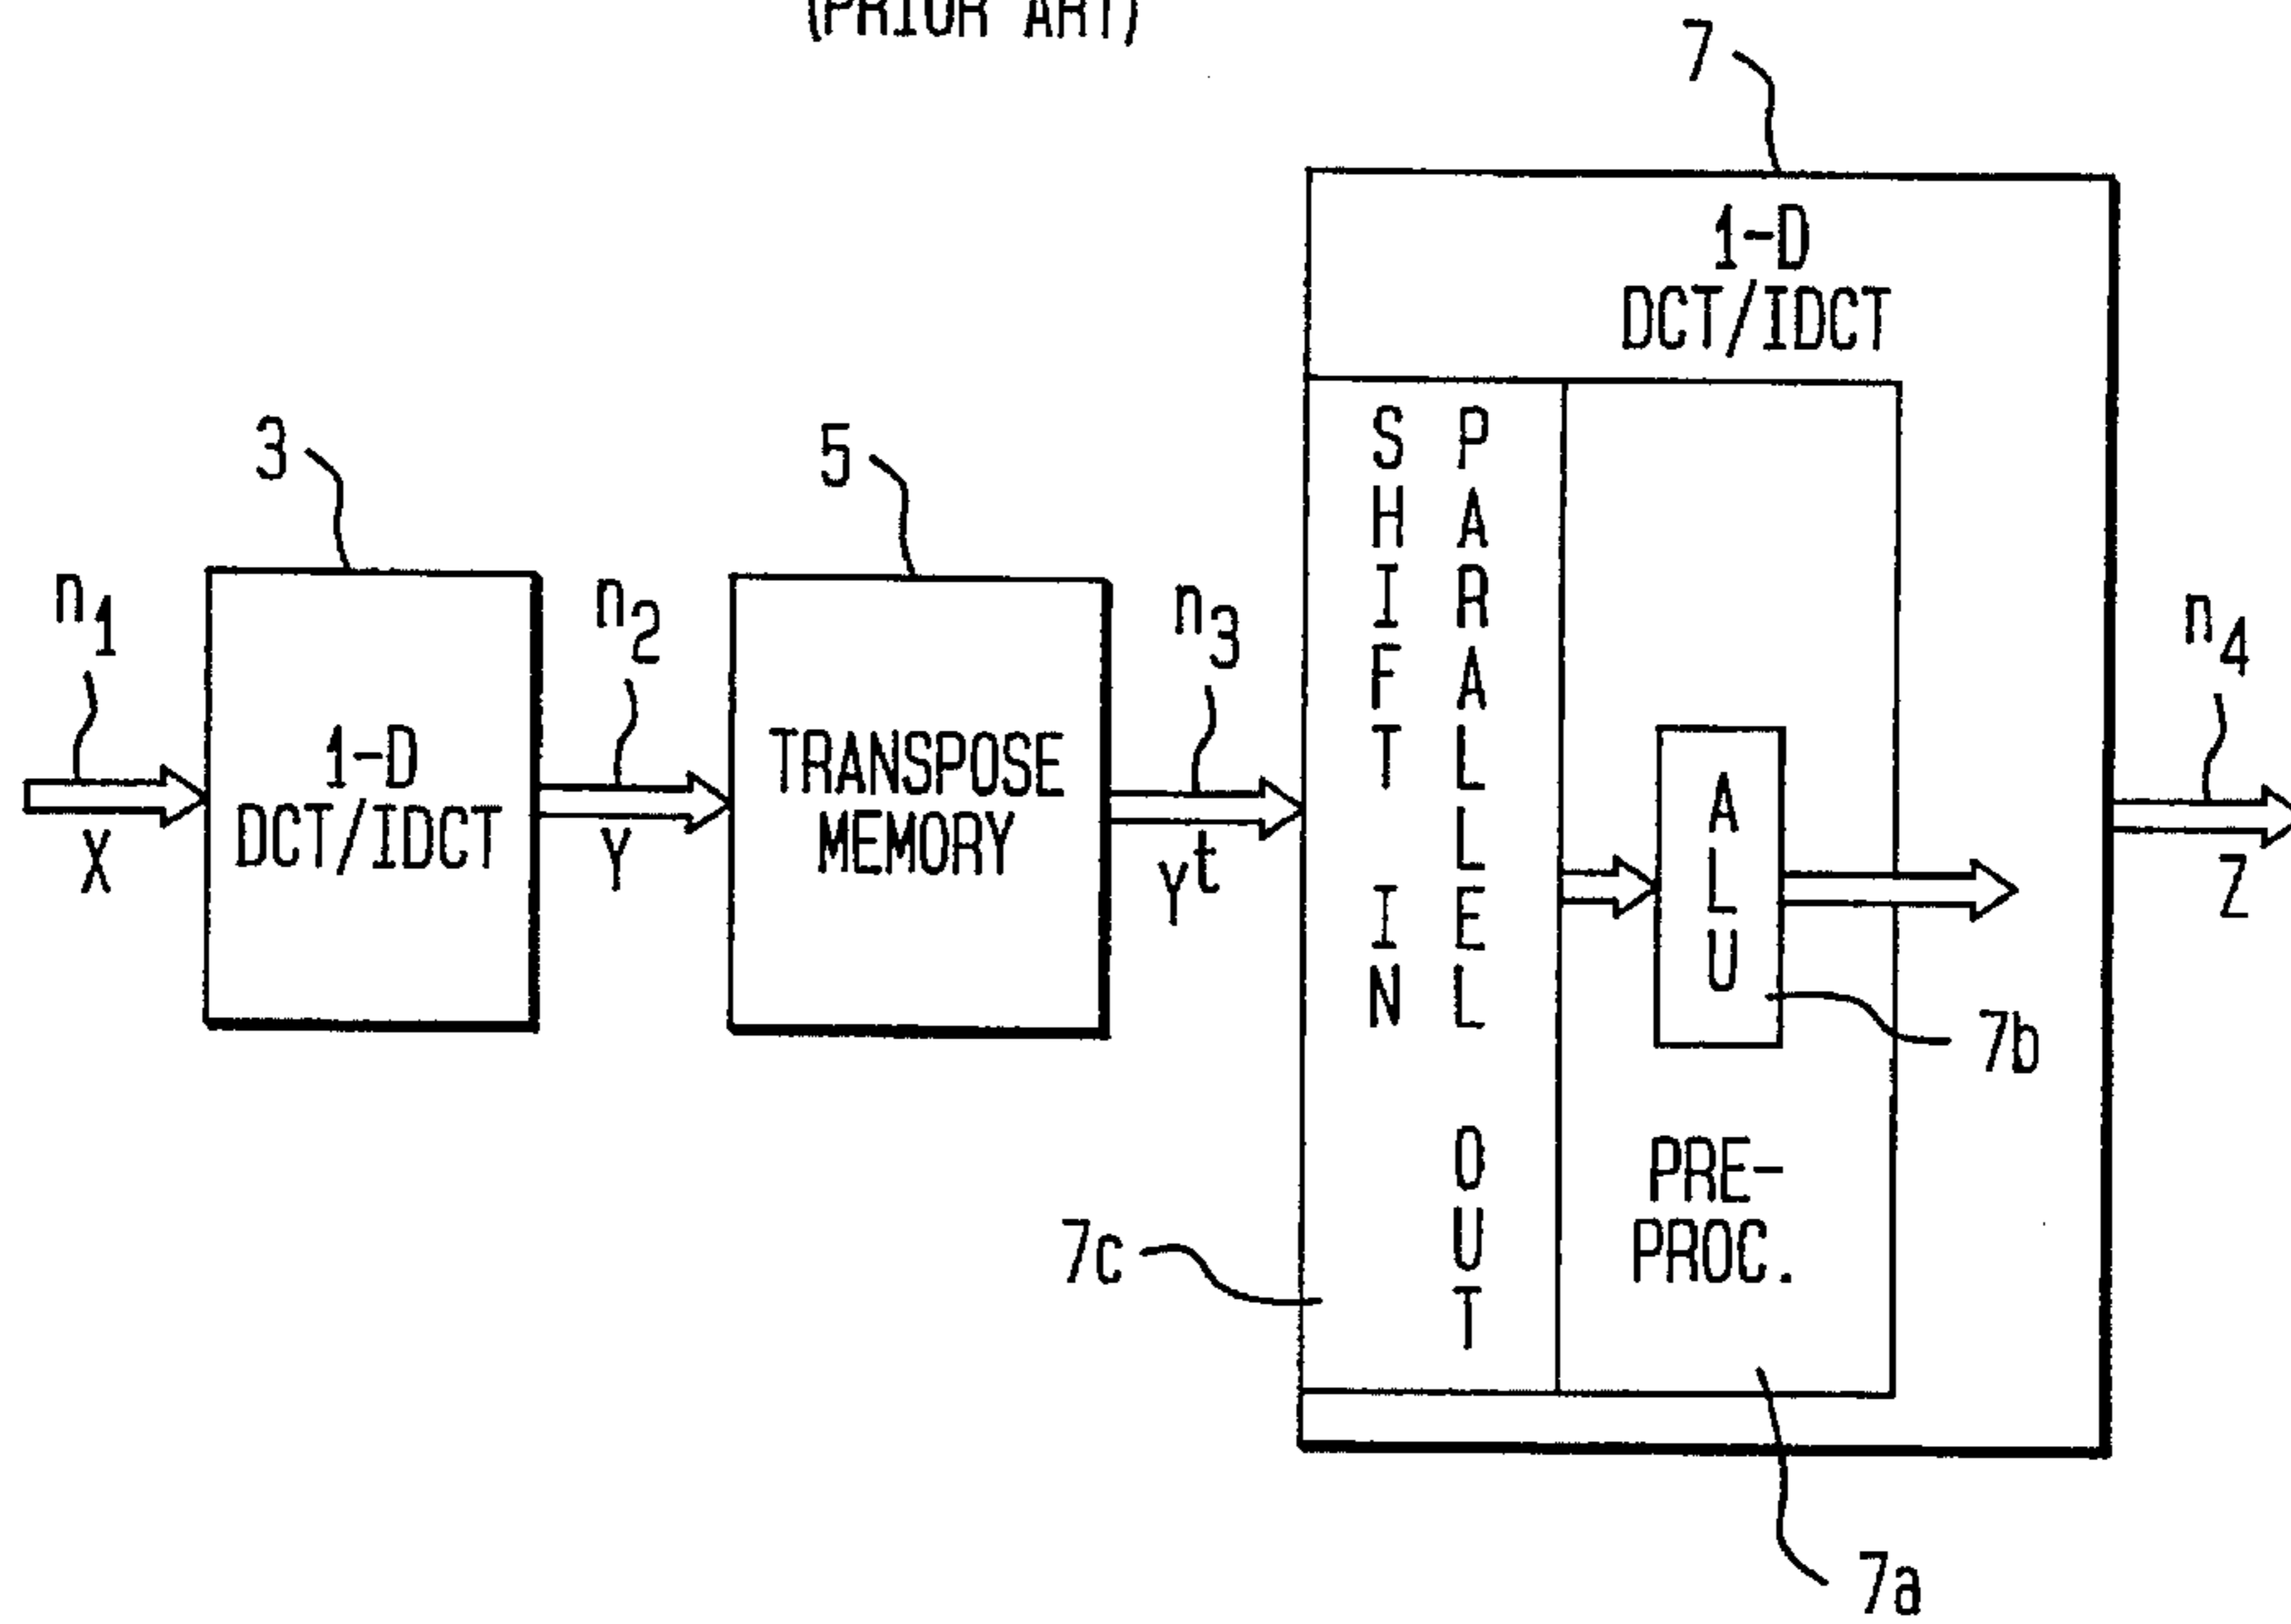 (PRIOR ART)
7
1-D
DCT/IDCT
3
5
n1
n2
n3
n4
SHIFT IN
PARALLEL OUT
1-D
DCT/IDCT
TRANSPOSE
MEMORY
ALU
X
Y
Yt
Z
7b
PRE-
PROC.
7c
7a